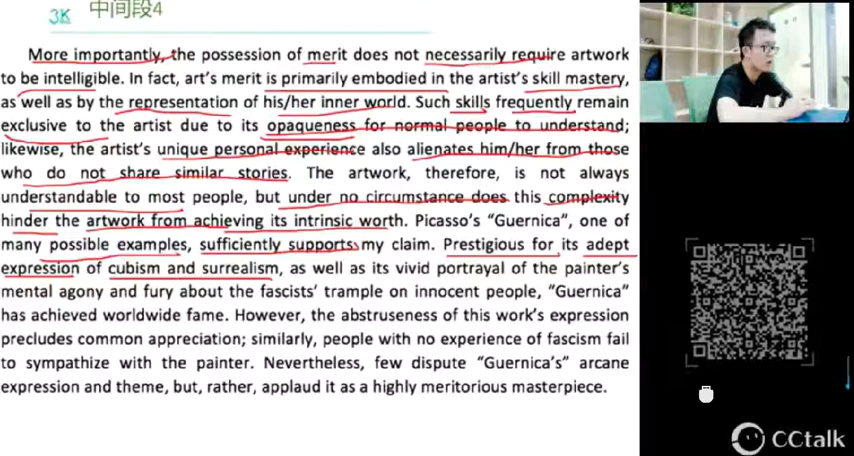 3K 中间段4
More importantly, the possession of merit does not necessarily require artwork
to be intelligible. In fact, art's merit is primarily embodied in the artist's skill mastery,
as well as by the representation of his/her inner world. Such skills frequently remain
exclusive to the artist due to its opaqueness for normal people to understand;
likewise, the artist's unique personal experience also alienates him/her from those
who do not share similar stories. The artwork, therefore, is not always
understandable to most people, but under no circumstance does this complexity
hinder the artwork from achieving its intrinsic worth. Picasso's “Guernica”, one of
many possible examples, sufficiently supports my claim. Prestigious for its adept
expression of cubism and surrealism, as well as its vivid portrayal of the painter's
mental agony and fury about the fascists' trample on innocent people, “Guernica”
has achieved worldwide fame. However, the abstruseness of this work's expression
precludes common appreciation; similarly, people with no experience of fascism fail
to sympathize with the painter. Nevertheless, few dispute “Guernica's” arcane
expression and theme, but, rather, applaud it as a highly meritorious masterpiece.
CCtalk